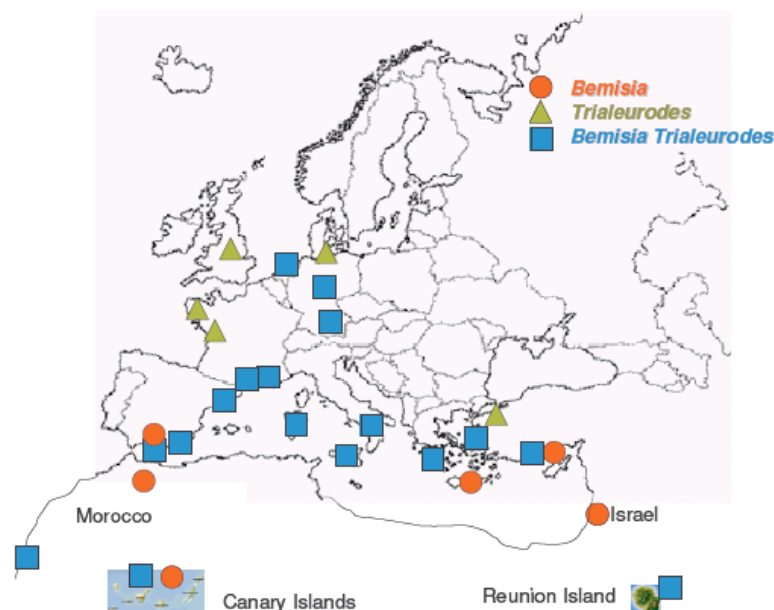 Bemisia
Trialeurodes
Bemisia Trialeurodes
Morocco
Israel
Canary Islands
Reunion Island